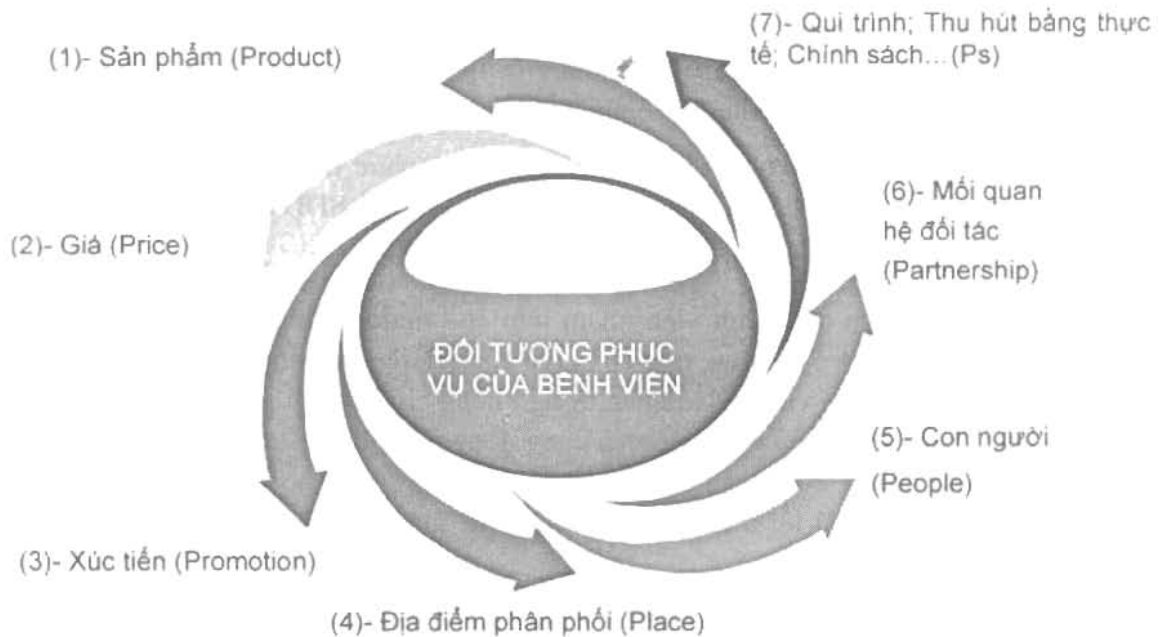 (1)- Sản phẩm (Product)
(7)- Qui trình; Thu hút bằng thực
tế; Chính sách...(Ps)
(2)- Giá (Price)
(6)- Mối quan
hệ đối tác
(Partnership)
ĐỐI TƯỢNG PHỤC
VỤ CỦA BỆNH VIỆN
(5)- Con người
(People)
(3)- Xúc tiến (Promotion)
(4)- Địa điểm phân phối (Place)